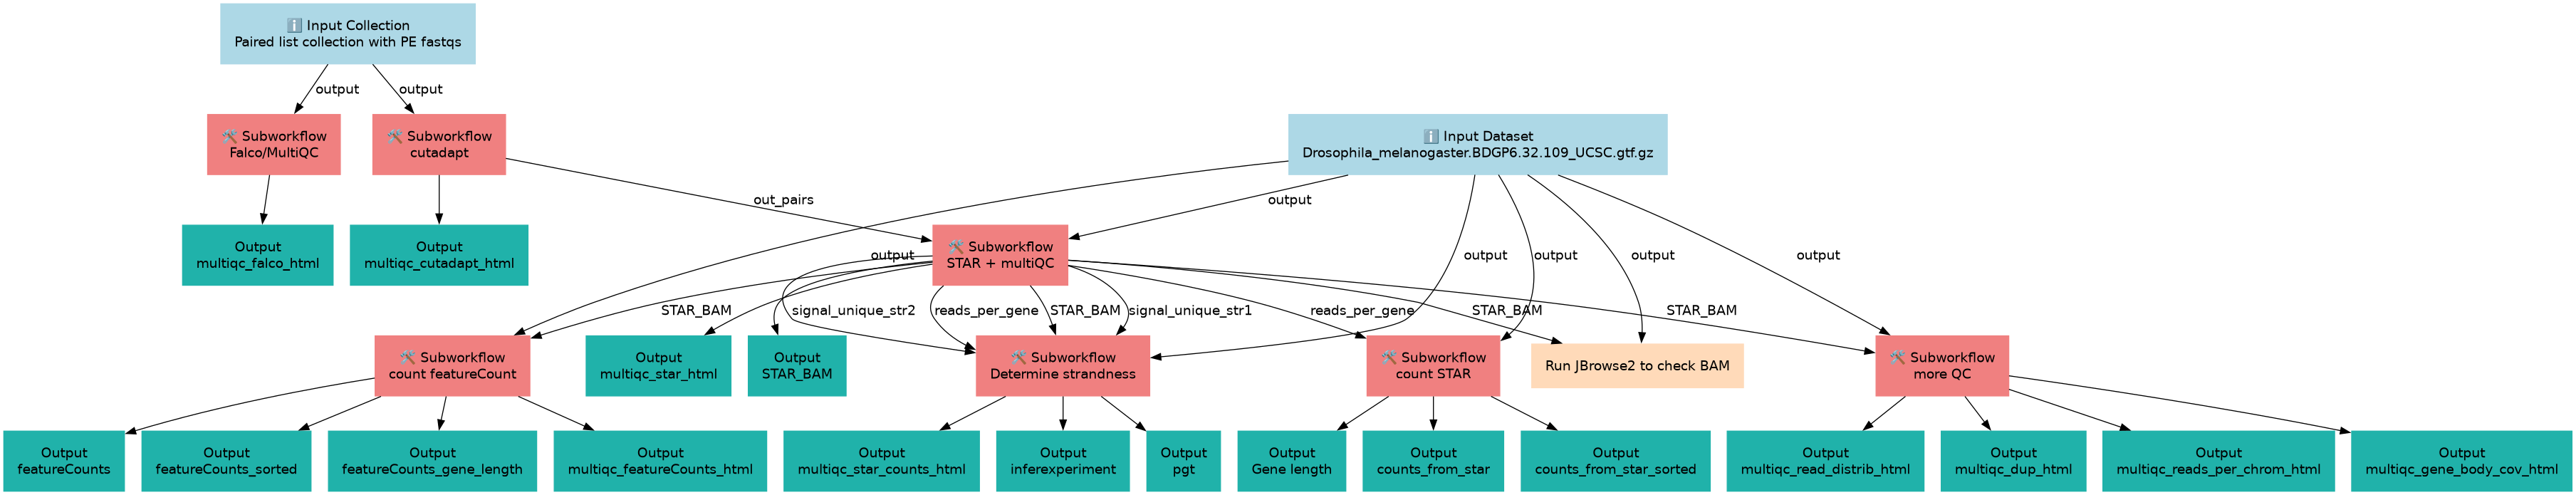 ℹ️ Input Collection
Paired list collection with PE fastqs
output
output
🛠️ Subworkflow
Falco/MultiQC
🛠️ Subworkflow
cutadapt
ℹ️ Input Dataset
Drosophila_melanogaster.BDGP6.32.109_UCSC.gtf.gz
out_pairs
output
Output
multiqc_falco_html
Output
multiqc_cutadapt_html
output
🛠️ Subworkflow
STAR + multiQC
output
output
output
output
STAR_BAM
signal_unique_str2
reads_per_gene
STAR_BAM
signal_unique_str1
reads_per_gene
STAR_BAM
STAR_BAM
🛠️ Subworkflow
count featureCount
Output
multiqc_star_html
Output
STAR_BAM
🛠️ Subworkflow
Determine strandness
🛠️ Subworkflow
count STAR
Run JBrowse2 to check BAM
🛠️ Subworkflow
more QC
Output
featureCounts
Output
featureCounts_sorted
Output
featureCounts_gene_length
Output
multiqc_featureCounts_html
Output
multiqc_star_counts_html
Output
inferexperiment
Output
pgt
Output
Gene length
Output
counts_from_star
Output
counts_from_star_sorted
Output
multiqc_read_distrib_html
Output
multiqc_dup_html
Output
multiqc_reads_per_chrom_html
Output
multiqc_gene_body_cov_html